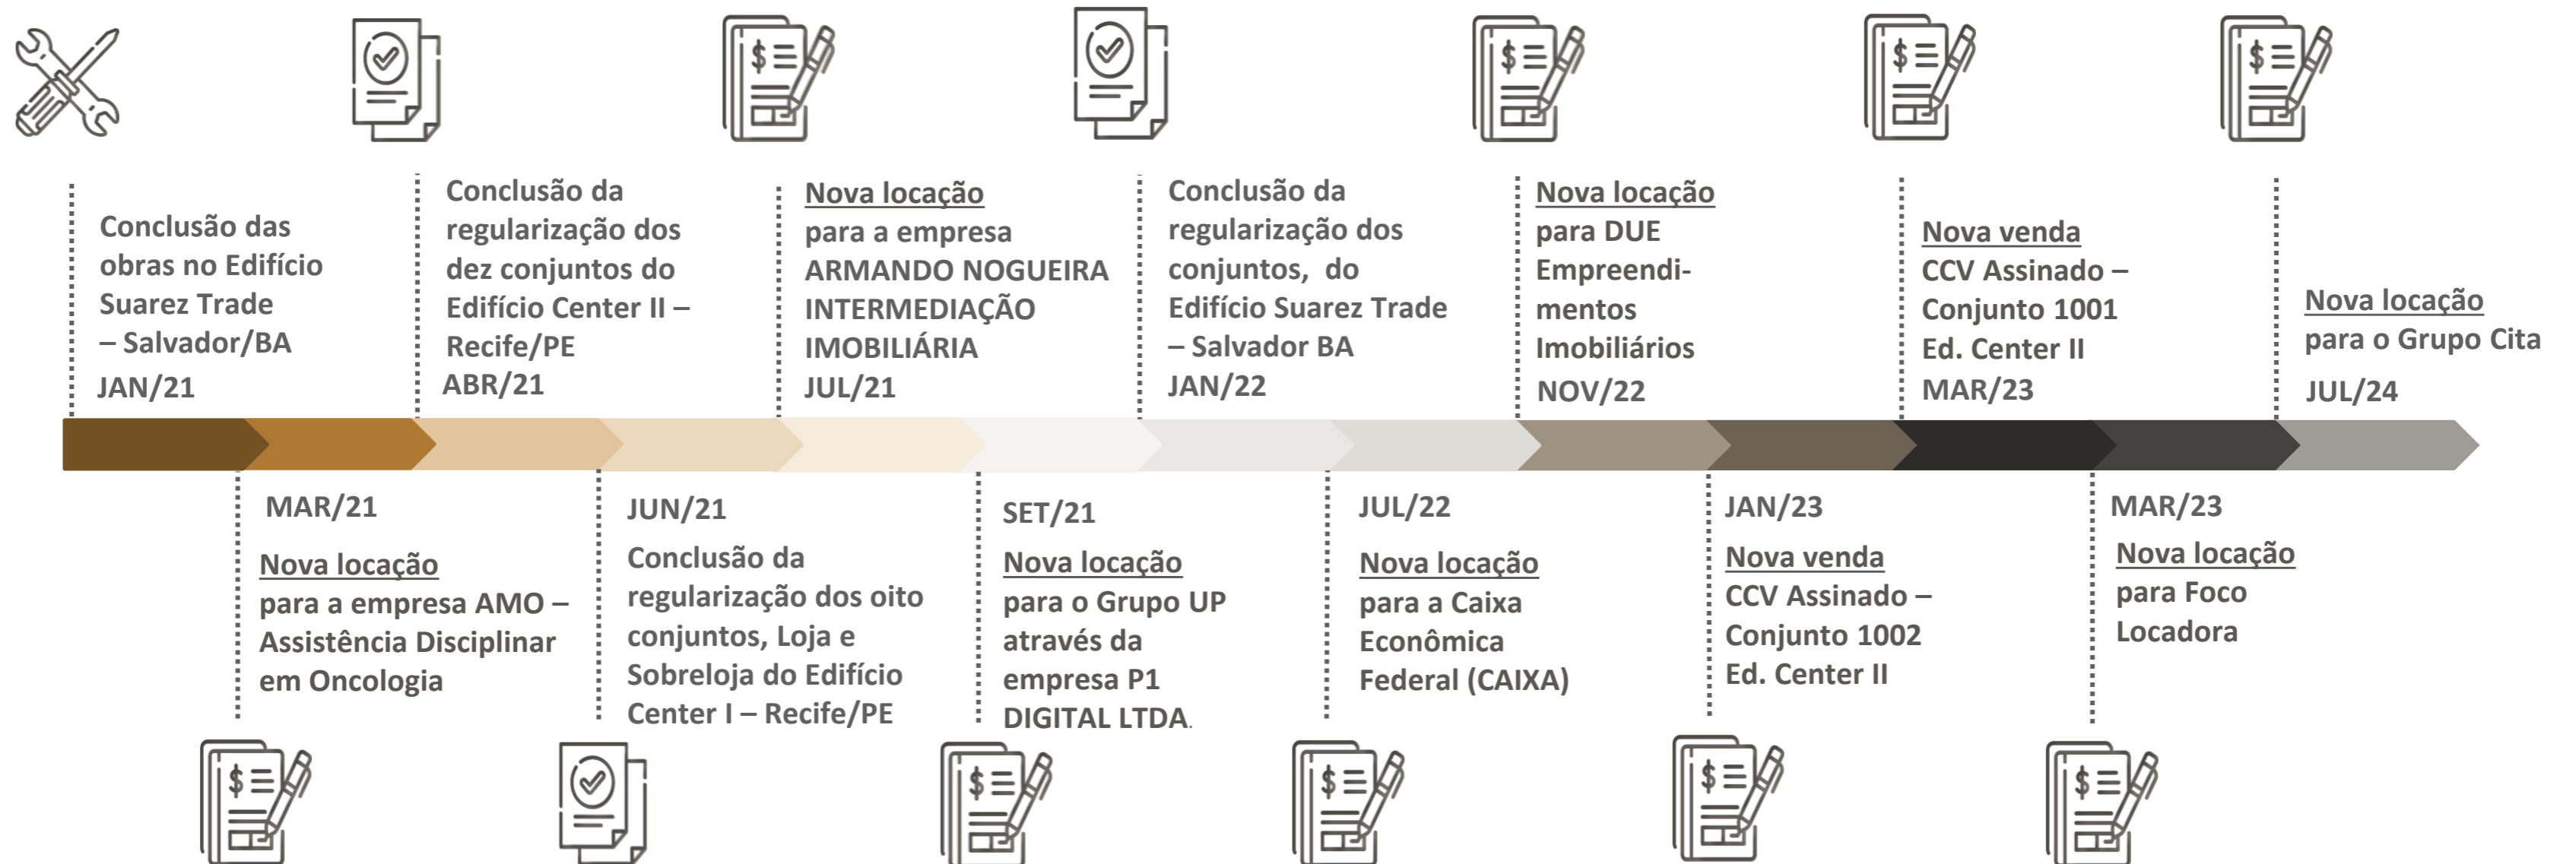 Conclusão das
obras no Edifício
Suarez Trade
– Salvador/BA
JAN/21
Conclusão da
regularização dos
dez conjuntos do
Edifício Center II –
Recife/PE
ABR/21
Nova locação
para a empresa
ARMANDO NOGUEIRA
INTERMEDIAÇÃO
IMOBILIÁRIA
JUL/21
Conclusão da
regularização dos
conjuntos, do
Edifício Suarez Trade
– Salvador BA
JAN/22
Nova locação
para DUE
Empreendi-
mentos
Imobiliários
NOV/22
Nova venda
CCV Assinado –
Conjunto 1001
Ed. Center II
MAR/23
Nova locação
para o Grupo Cita
JUL/24
MAR/21
Nova locação
para a empresa AMO –
Assistência Disciplinar
em Oncologia
JUN/21
Conclusão da
regularização dos oito
conjuntos, Loja e
Sobreloja do Edifício
Center I – Recife/PE
SET/21
Nova locação
para o Grupo UP
através da
empresa P1
DIGITAL LTDA.
JUL/22
Nova locação
para a Caixa
Econômica
Federal (CAIXA)
JAN/23
Nova venda
CCV Assinado –
Conjunto 1002
Ed. Center II
MAR/23
Nova locação
para Foco
Locadora